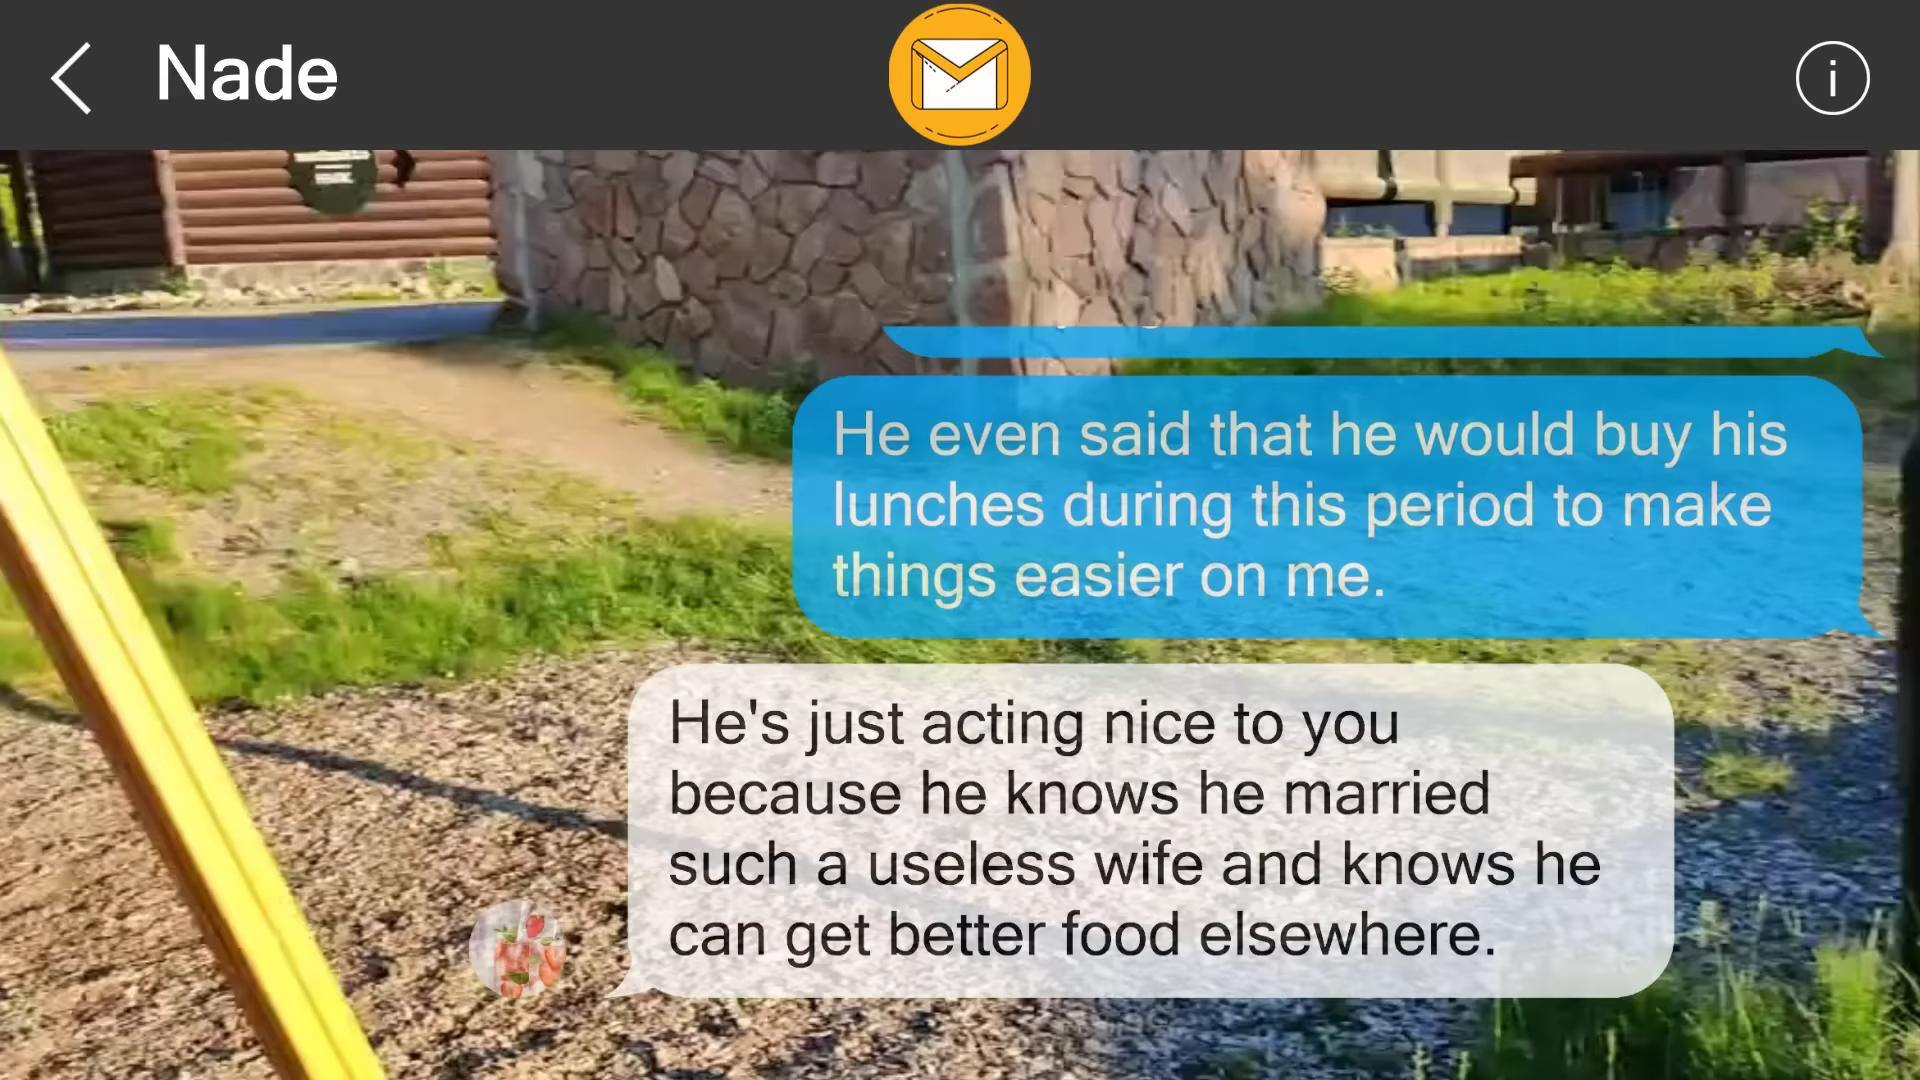 Nade
He even said that he would buy his
lunches during this period to make
things easier on me.
He's just acting nice to you
because he knows he married
such a useless wife and knows he
can get better food elsewhere.